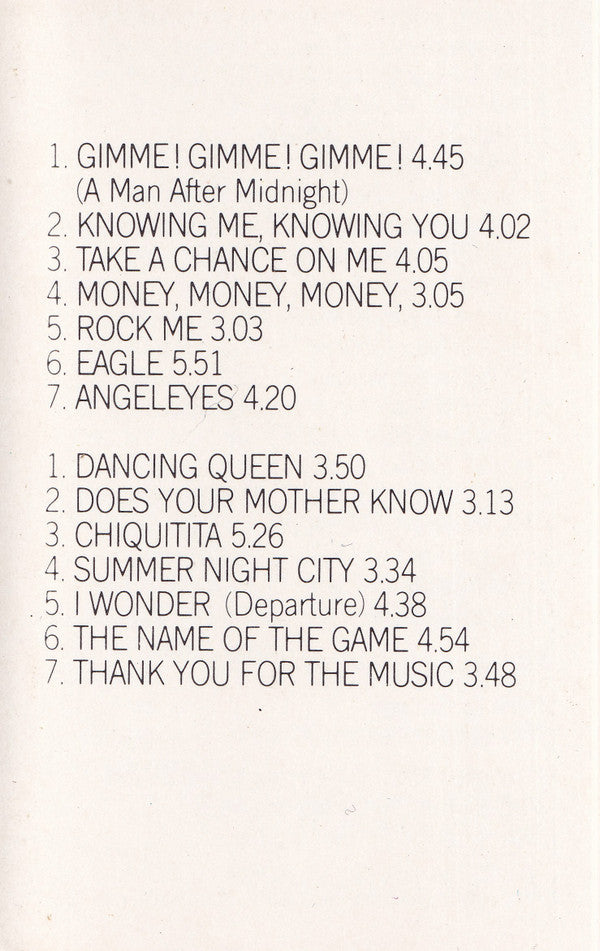 1. GIMME! GIMME! GIMME! 4.45
(A Man After Midnight)
2. KNOWING ME, KNOWING YOU 4.02
3. TAKE A CHANCE ON ME 4.05
4. MONEY, MONEY, MONEY, 3.05
5. ROCK ME 3.03
6. EAGLE 5.51
7. ANGELEYES 4.20
1. DANCING QUEEN 3.50
2. DOES YOUR MOTHER KNOW 3.13
3. CHIQUITITA 5.26
4. SUMMER NIGHT CITY 3.34
5. I WONDER (Departure) 4.38
6. THE NAME OF THE GAME 4.54
7. THANK YOU FOR THE MUSIC 3.48